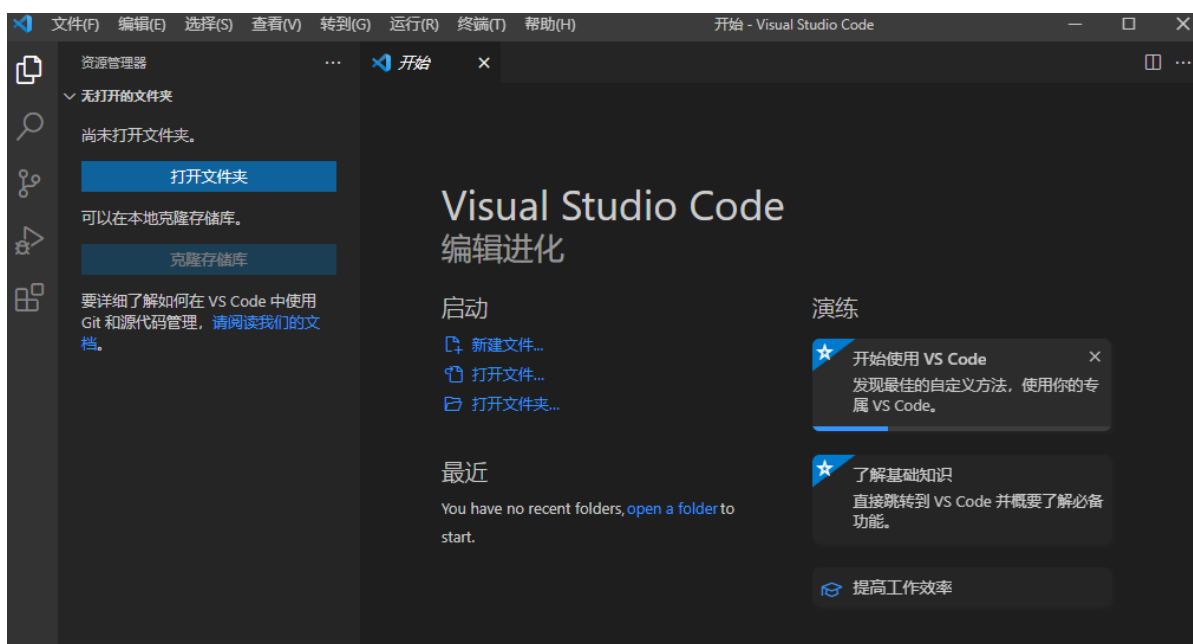 文件(F) 编辑(E) 选择(S) 查看(V) 转到(G) 运行(R) 终端(T) 帮助(H) 开始 - Visual Studio Code
资源管理器
开始
无打开的文件夹
尚未打开文件夹。
打开文件夹
可以在本地克隆存储库。
克隆存储库
要详细了解如何在 VS Code 中使用
Git 和源代码管理，请阅读我们的文
档。
Visual Studio Code
编辑进化
启动
新建文件...
打开文件...
打开文件夹...
最近
You have no recent folders, open a folder to
start.
演练
开始使用 VS Code
发现最佳的自定义方法，使用你的专
属 VS Code。
了解基础知识
直接跳转到 VS Code 并概要了解必备
功能。
提高工作效率